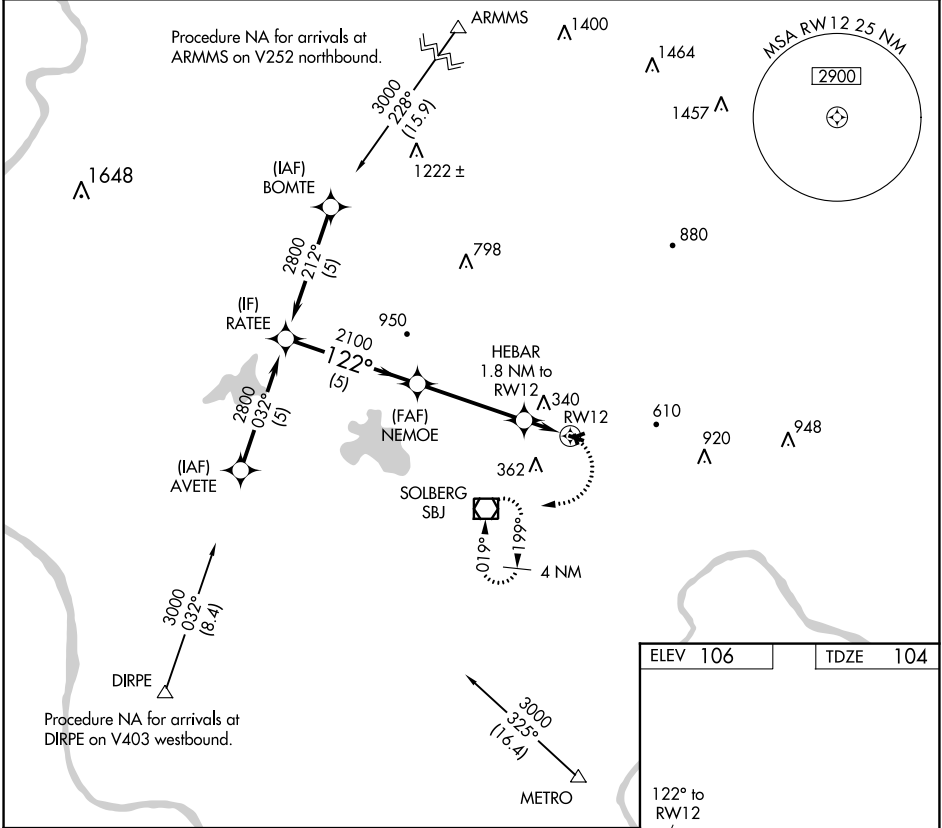 Procedure NA for arrivals at
ARMMS on V252 northbound.
ARMMS
1400
1464
1457
MSA RW12 25 NM
2900
3000
228°
(15.9)
1222 ±
1648
(IAF)
BOMTE
2800
212°
(5)
798
880
(IF)
RATEE
950
2100
122°
(5)
HEBAR
1.8 NM to
RW12
340
RW12
610
920
948
(FAF)
NEMOE
2800
032°
(5)
(IAF)
AVETE
362
SOLBERG
SBJ
019°
199°
4 NM
3000
032°
(8.4)
DIRPE
Procedure NA for arrivals at
DIRPE on V403 westbound.
3000
325°
(16.4)
METRO
ELEV 106
TDZE 104
122° to
RW12